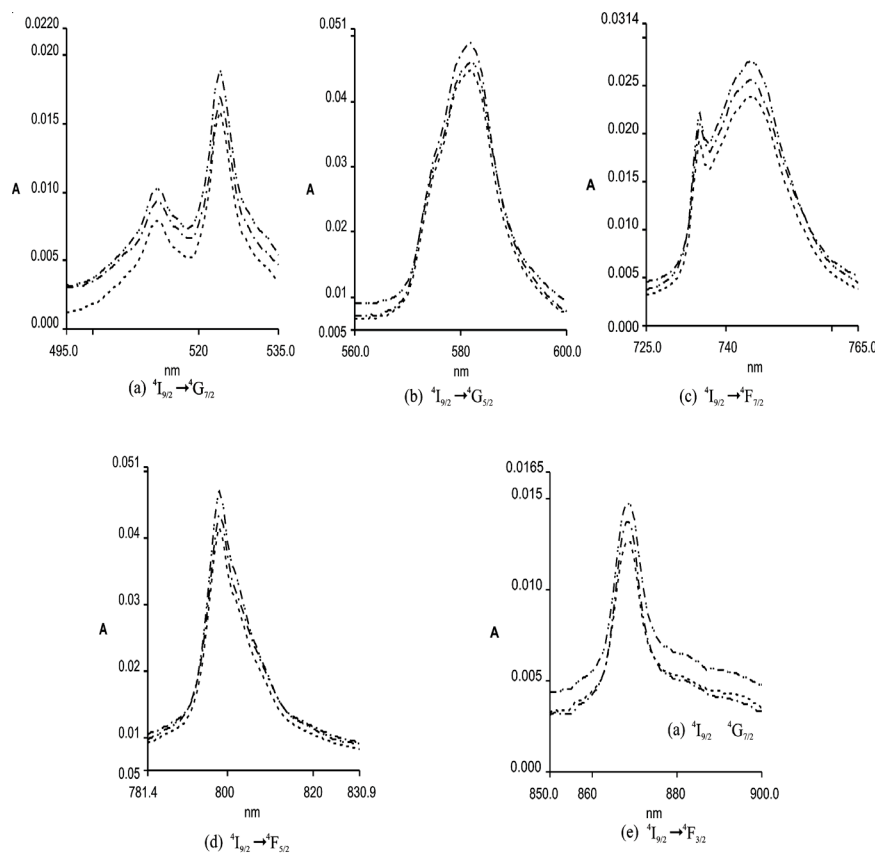 0.0220
0.020
0.015
A
0.010
0.005
0.000
495.0 520 535.0
nm
(a) ⁴I₉/₂→⁴G₇/₂
0.051
0.04
0.03
A
0.04
0.01
0.005
560.0 580 600.0
nm
(b) ⁴I₉/₂→⁴G₅/₂
0.0314
0.025
0.020
A
0.010
0.005
0.000
725.0 740 765.0
nm
(c) ⁴I₉/₂→⁴F₇/₂
0.051
0.04
0.03
A
0.02
0.01
0.05
781.4 800 820 830.9
nm
(d) ⁴I₉/₂→⁴F₅/₂
0.0165
0.015
0.010
A
0.005
(a) ⁴I₉/₂ ⁴G₇/₂
0.000
850.0 860 880 900.0
nm
(e) ⁴I₉/₂→⁴F₃/₂